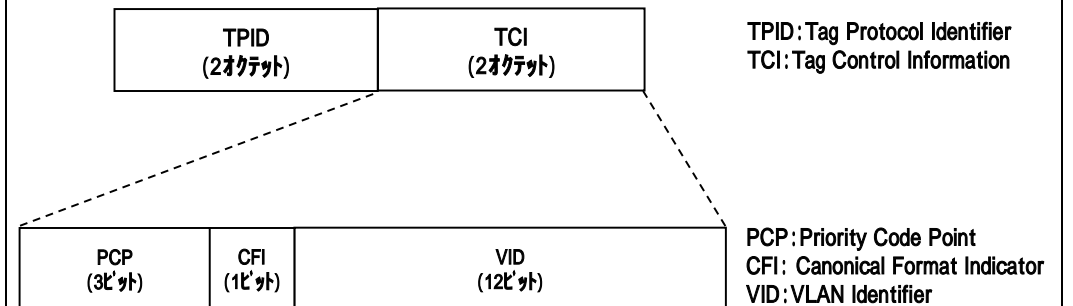 TPID
(2ｵｸﾃｯﾄ)
TCI
(2ｵｸﾃｯﾄ)
TPID:Tag Protocol Identifier
TCI:Tag Control Information
PCP
(3ﾋﾞｯﾄ)
CFI
(1ﾋﾞｯﾄ)
VID
(12ﾋﾞｯﾄ)
PCP:Priority Code Point
CFI: Canonical Format Indicator
VID:VLAN Identifier